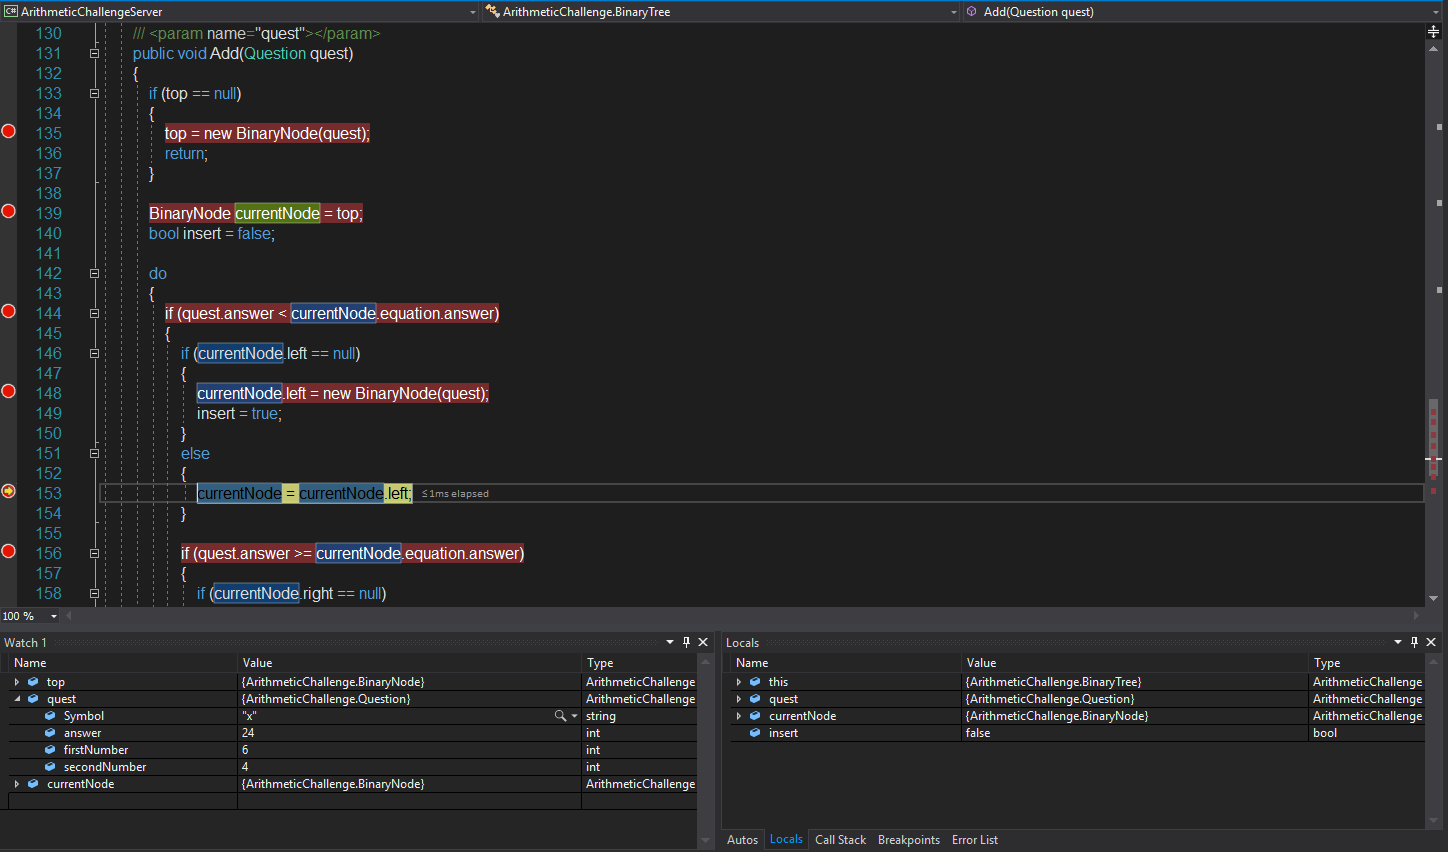 C# ArithmeticChallengeServer ArithmeticChallenge.BinaryTree Add(Question quest)
130 /// <param name="quest"></param>
131 public void Add(Question quest)
132 {
133 if (top == null)
134 {
135 top = new BinaryNode(quest);
136 return;
137 }
138
139 BinaryNode currentNode = top;
140 bool insert = false;
141
142 do
143 {
144 if (quest.answer < currentNode.equation.answer)
145 {
146 if (currentNode.left == null)
147 {
148 currentNode.left = new BinaryNode(quest);
149 insert = true;
150 }
151 else
152 {
153 currentNode = currentNode.left; ≤1ms elapsed
154 }
155
156 if (quest.answer >= currentNode.equation.answer)
157 {
158 if (currentNode.right == null)
100 %
Watch 1
Name Value Type
top {ArithmeticChallenge.BinaryNode} ArithmeticChallenge
quest {ArithmeticChallenge.Question} ArithmeticChallenge
Symbol "x" string
answer 24 int
firstNumber 6 int
secondNumber 4 int
currentNode {ArithmeticChallenge.BinaryNode} ArithmeticChallenge
Locals
Name Value Type
this {ArithmeticChallenge.BinaryTree} ArithmeticChallenge
quest {ArithmeticChallenge.Question} ArithmeticChallenge
currentNode {ArithmeticChallenge.BinaryNode} ArithmeticChallenge
insert false bool
Autos Locals Call Stack Breakpoints Error List